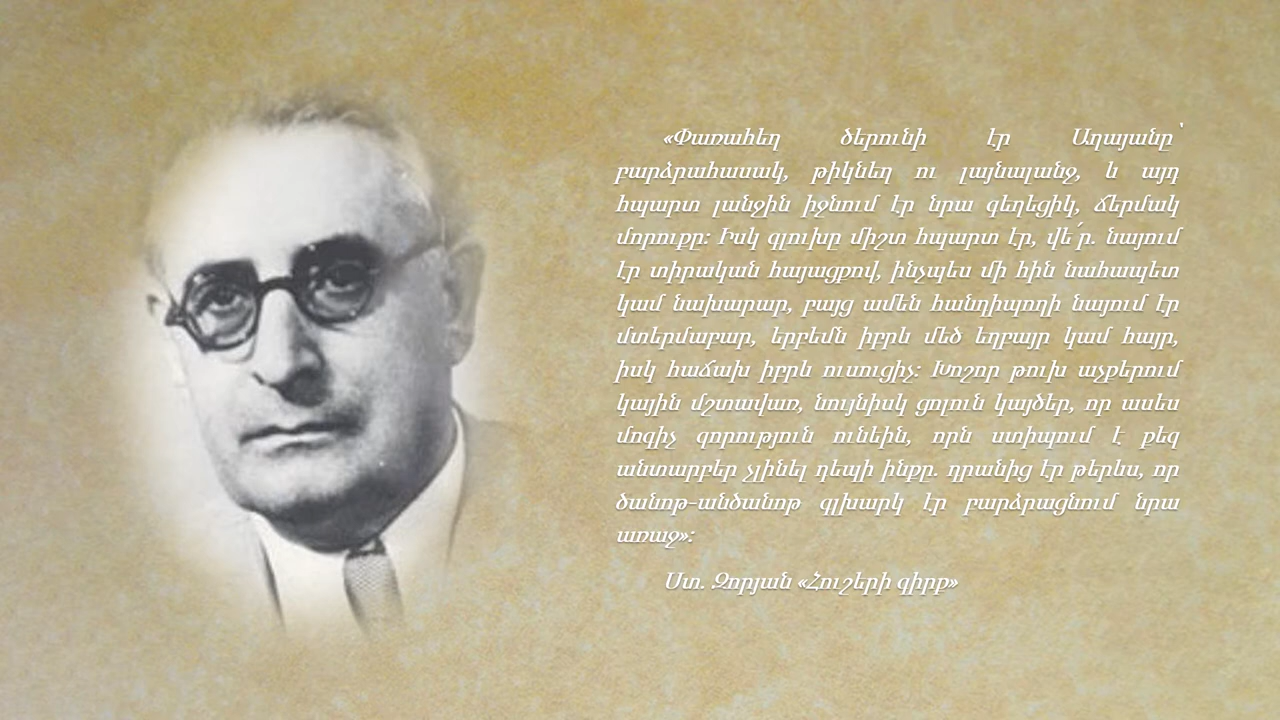 «Փառահեղ ծերունի էր Աղայանը՝
բարձրահասակ, թիկնեղ ու լայնալանջ, և այդ
հպարտ լանջին իջնում էր նրա գեղեցիկ, ճերմակ
մորուքը: Իսկ գլուխը միշտ հպարտ էր, վե՛ր. նայում
էր տիրական հայացքով, ինչպես մի հին նահապետ
կամ նախարար, բայց ամեն հանդիպողի նայում էր
մտերմաբար, երբեմն իբրև մեծ եղբայր կամ հայր,
իսկ հաճախ իբրև ուսուցիչ: Խոշոր թուխ աչքերում
կային մշտավառ, նույնիսկ ցոլուն կայծեր, որ ասես
մոգիչ զորություն ունեին, որն ստիպում է քեզ
անտարբեր չլինել դեպի ինքը. դրանից էր թերևս, որ
ծանոթ-անծանոթ գլխարկ էր բարձրացնում նրա
առաջ»:
Ստ. Զորյան «Հուշերի գիրք»